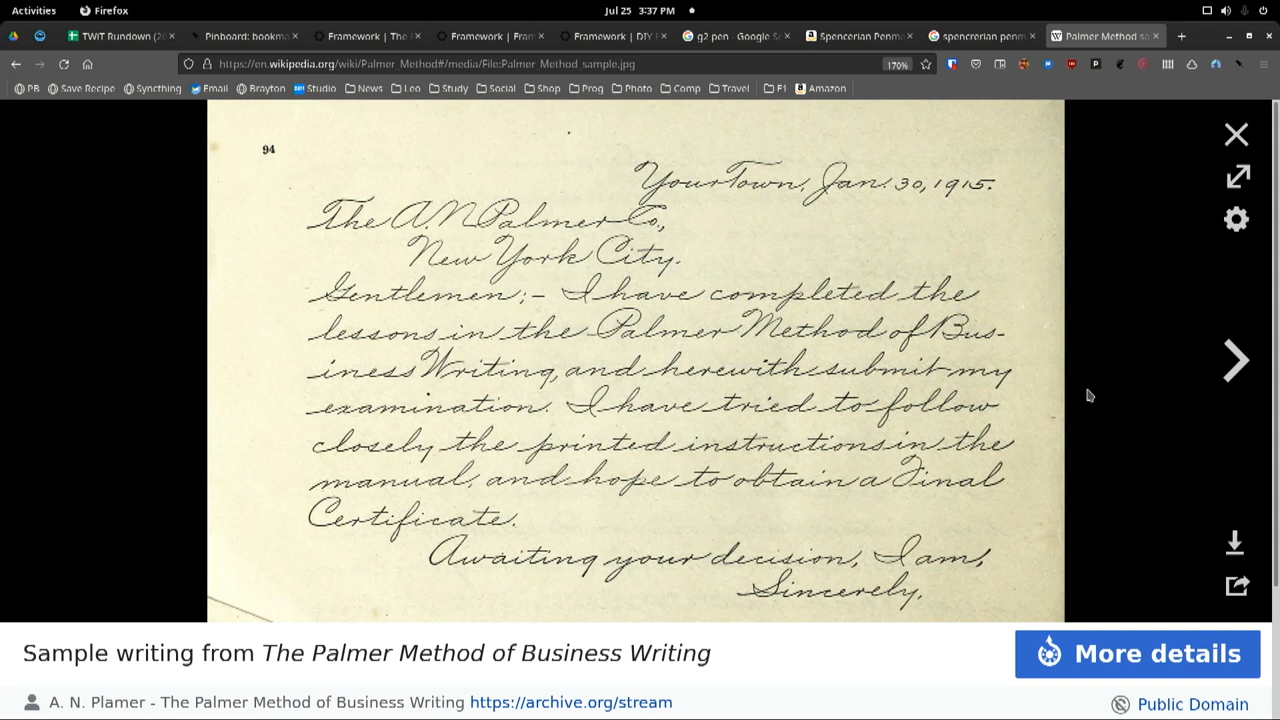 Activities Firefox Jul 25 3:37 PM
TWiT Rundown (20 Pinboard: bookma Framework | The Framework | Fram Framework | DIY g2 pen - Google Se Spencerian Penma spencrerian penm Palmer Method sa
https://en.wikipedia.org/wiki/Palmer_Method#/media/File:Palmer_Method_sample.jpg 170%
PB Save Recipe Syncthing Email Brayton Studio News Leo Study Social Shop Prog Photo Comp Travel F1 Amazon
94
Your Town, Jan. 30, 1915.
The A. N. Palmer Co.,
New York City.
Gentlemen:- I have completed the
lessons in the Palmer Method of Bus-
iness Writing, and herewith submit my
examination. I have tried to follow
closely the printed instructions in the
manual, and hope to obtain a Final
Certificate.
Awaiting your decision, I am,
Sincerely,
Sample writing from The Palmer Method of Business Writing
More details
A. N. Plamer - The Palmer Method of Business Writing https://archive.org/stream
Public Domain